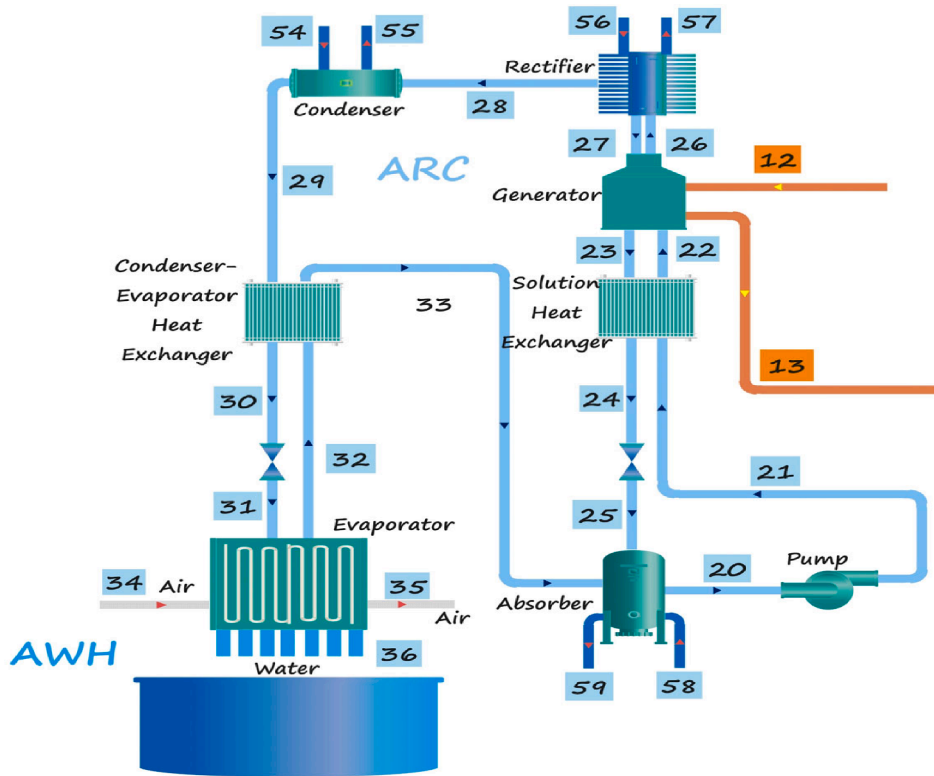 54
55
56
57
Rectifier
Condenser
28
27
26
12
29
ARC
Generator
23
22
Condenser-
Evaporator
Heat
Exchanger
33
Solution
Heat
Exchanger
13
30
24
32
21
31
25
Evaporator
34
Air
35
Air
20
Pump
Absorber
AWH
Water
36
59
58